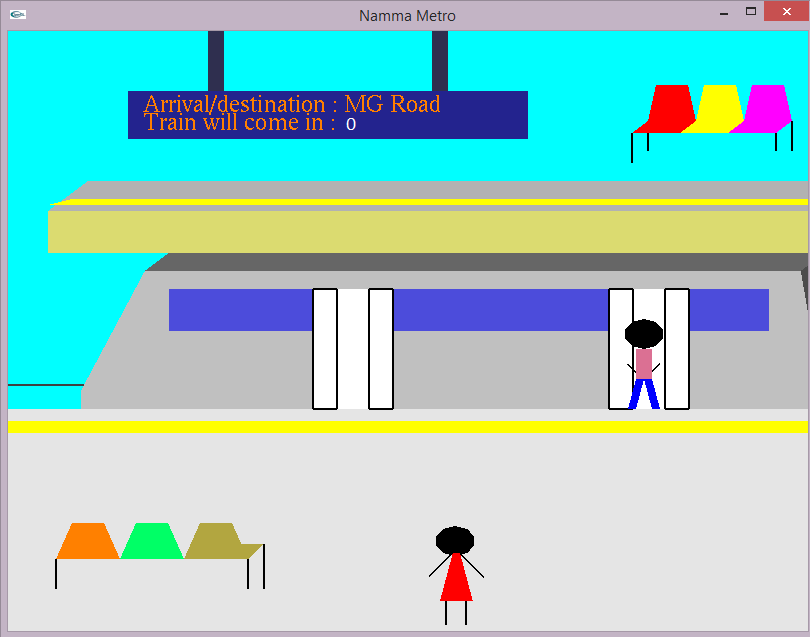 Namma Metro
Arrival/destination : MG Road
Train will come in : 0